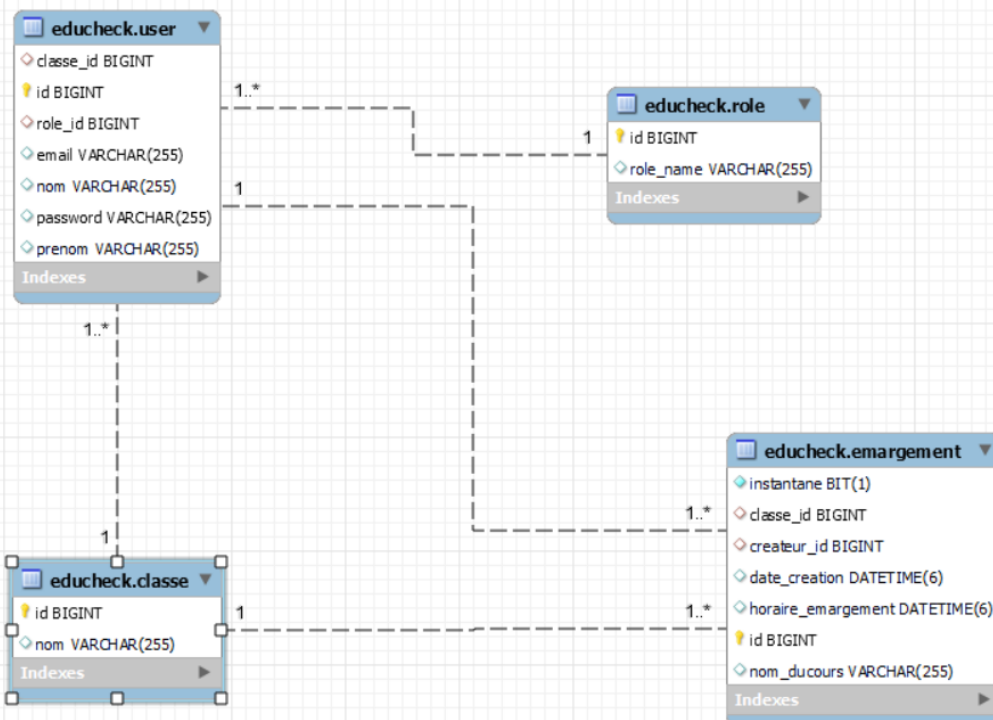 educheck.user
classe_id BIGINT
id BIGINT
role_id BIGINT
email VARCHAR(255)
nom VARCHAR(255)
password VARCHAR(255)
prenom VARCHAR(255)
Indexes
1..*
1
educheck.role
id BIGINT
role_name VARCHAR(255)
Indexes
1
1..*
1
educheck.classe
id BIGINT
nom VARCHAR(255)
Indexes
1
1..*
1..*
educheck.emargement
instantane BIT(1)
classe_id BIGINT
createur_id BIGINT
date_creation DATETIME(6)
horaire_emargement DATETIME(6)
id BIGINT
nom_ducours VARCHAR(255)
Indexes